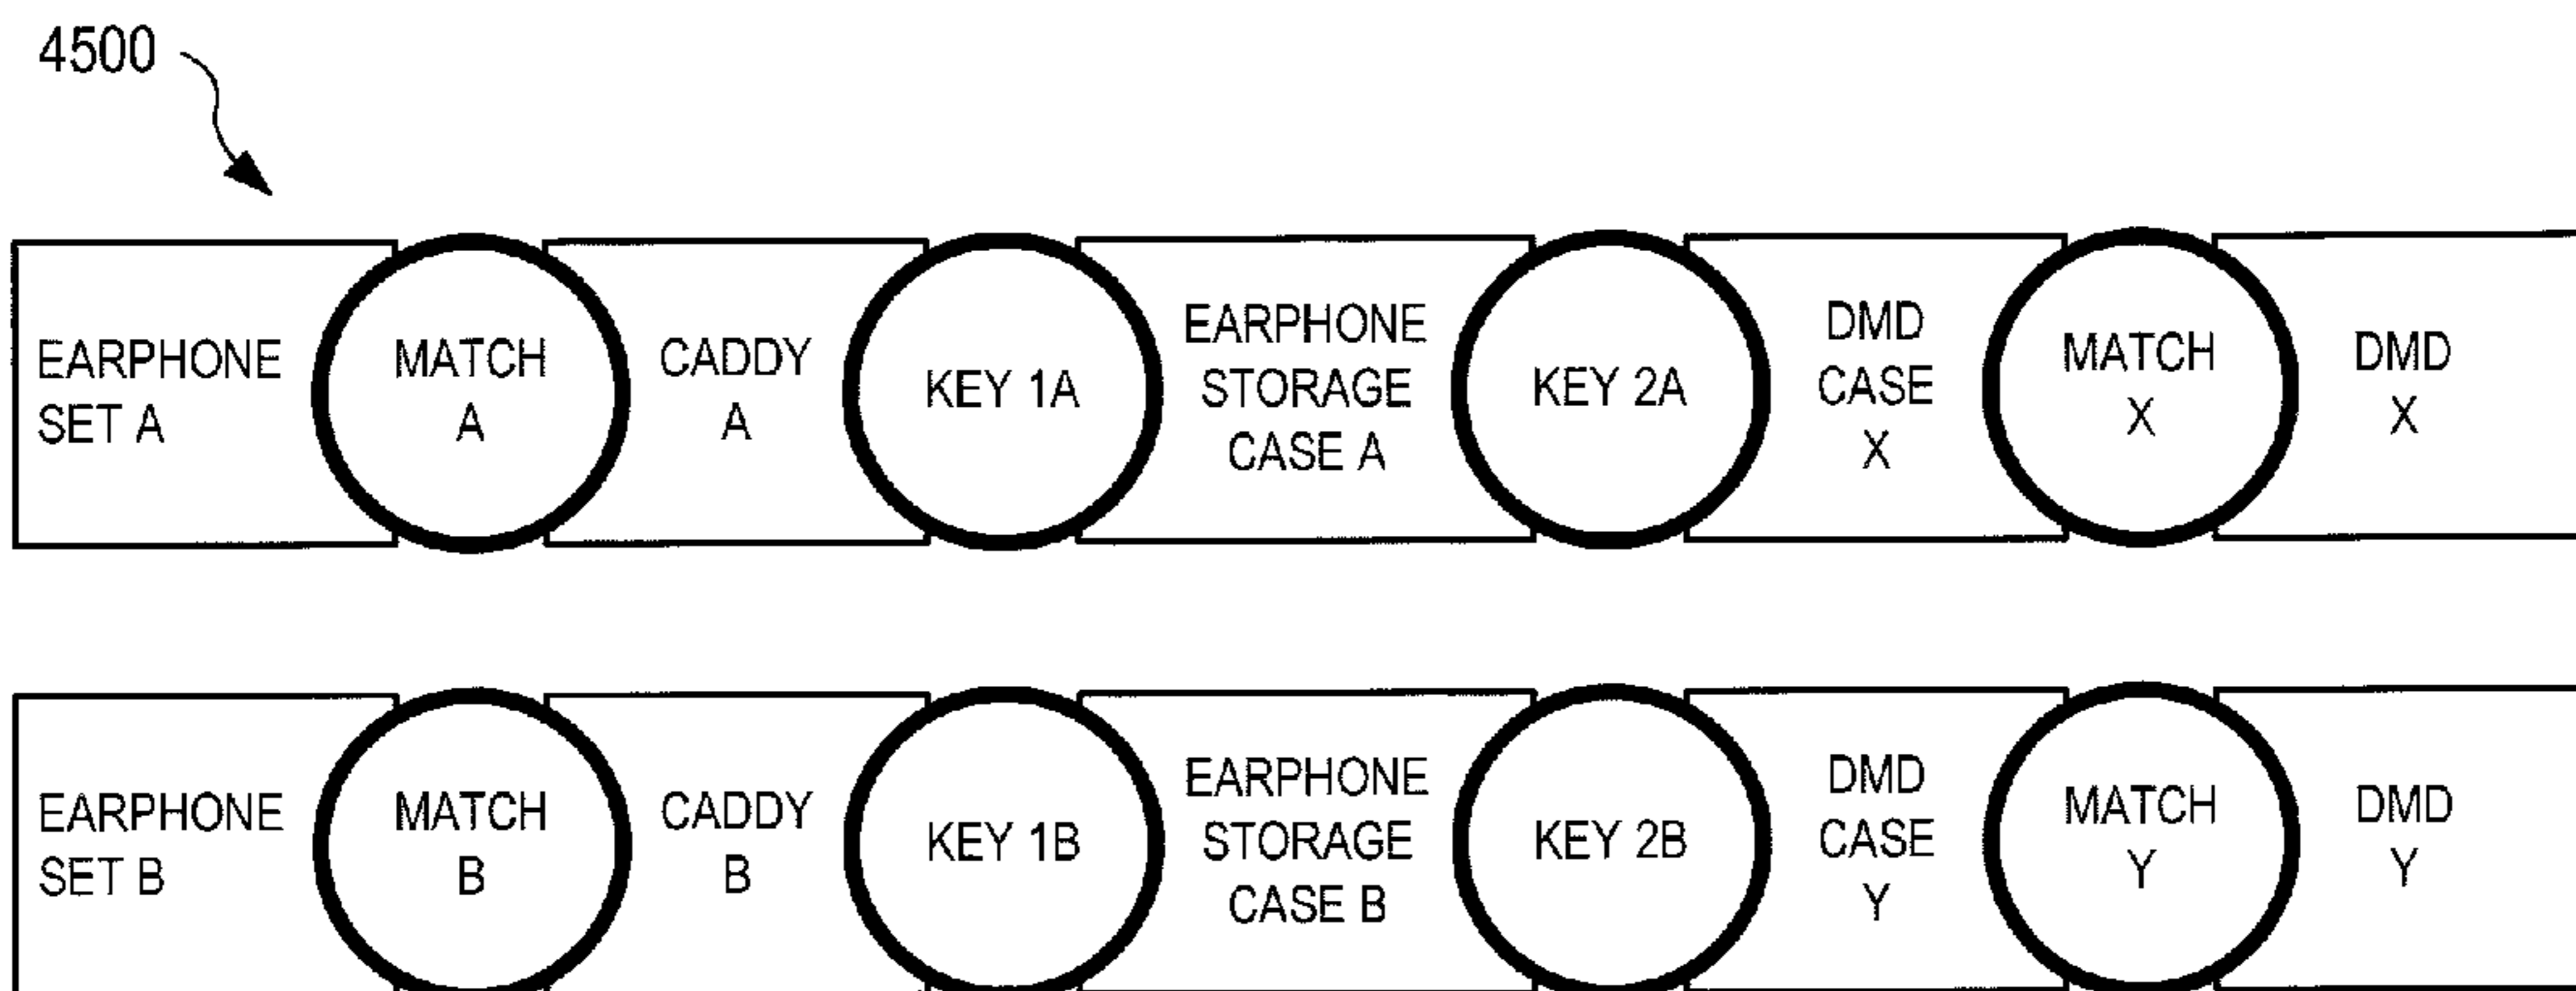 4500
EARPHONE
SET A
MATCH
A
CADDY
A
KEY 1A
EARPHONE
STORAGE
CASE A
KEY 2A
DMD
CASE
X
MATCH
X
DMD
X
EARPHONE
SET B
MATCH
B
CADDY
B
KEY 1B
EARPHONE
STORAGE
CASE B
KEY 2B
DMD
CASE
Y
MATCH
Y
DMD
Y